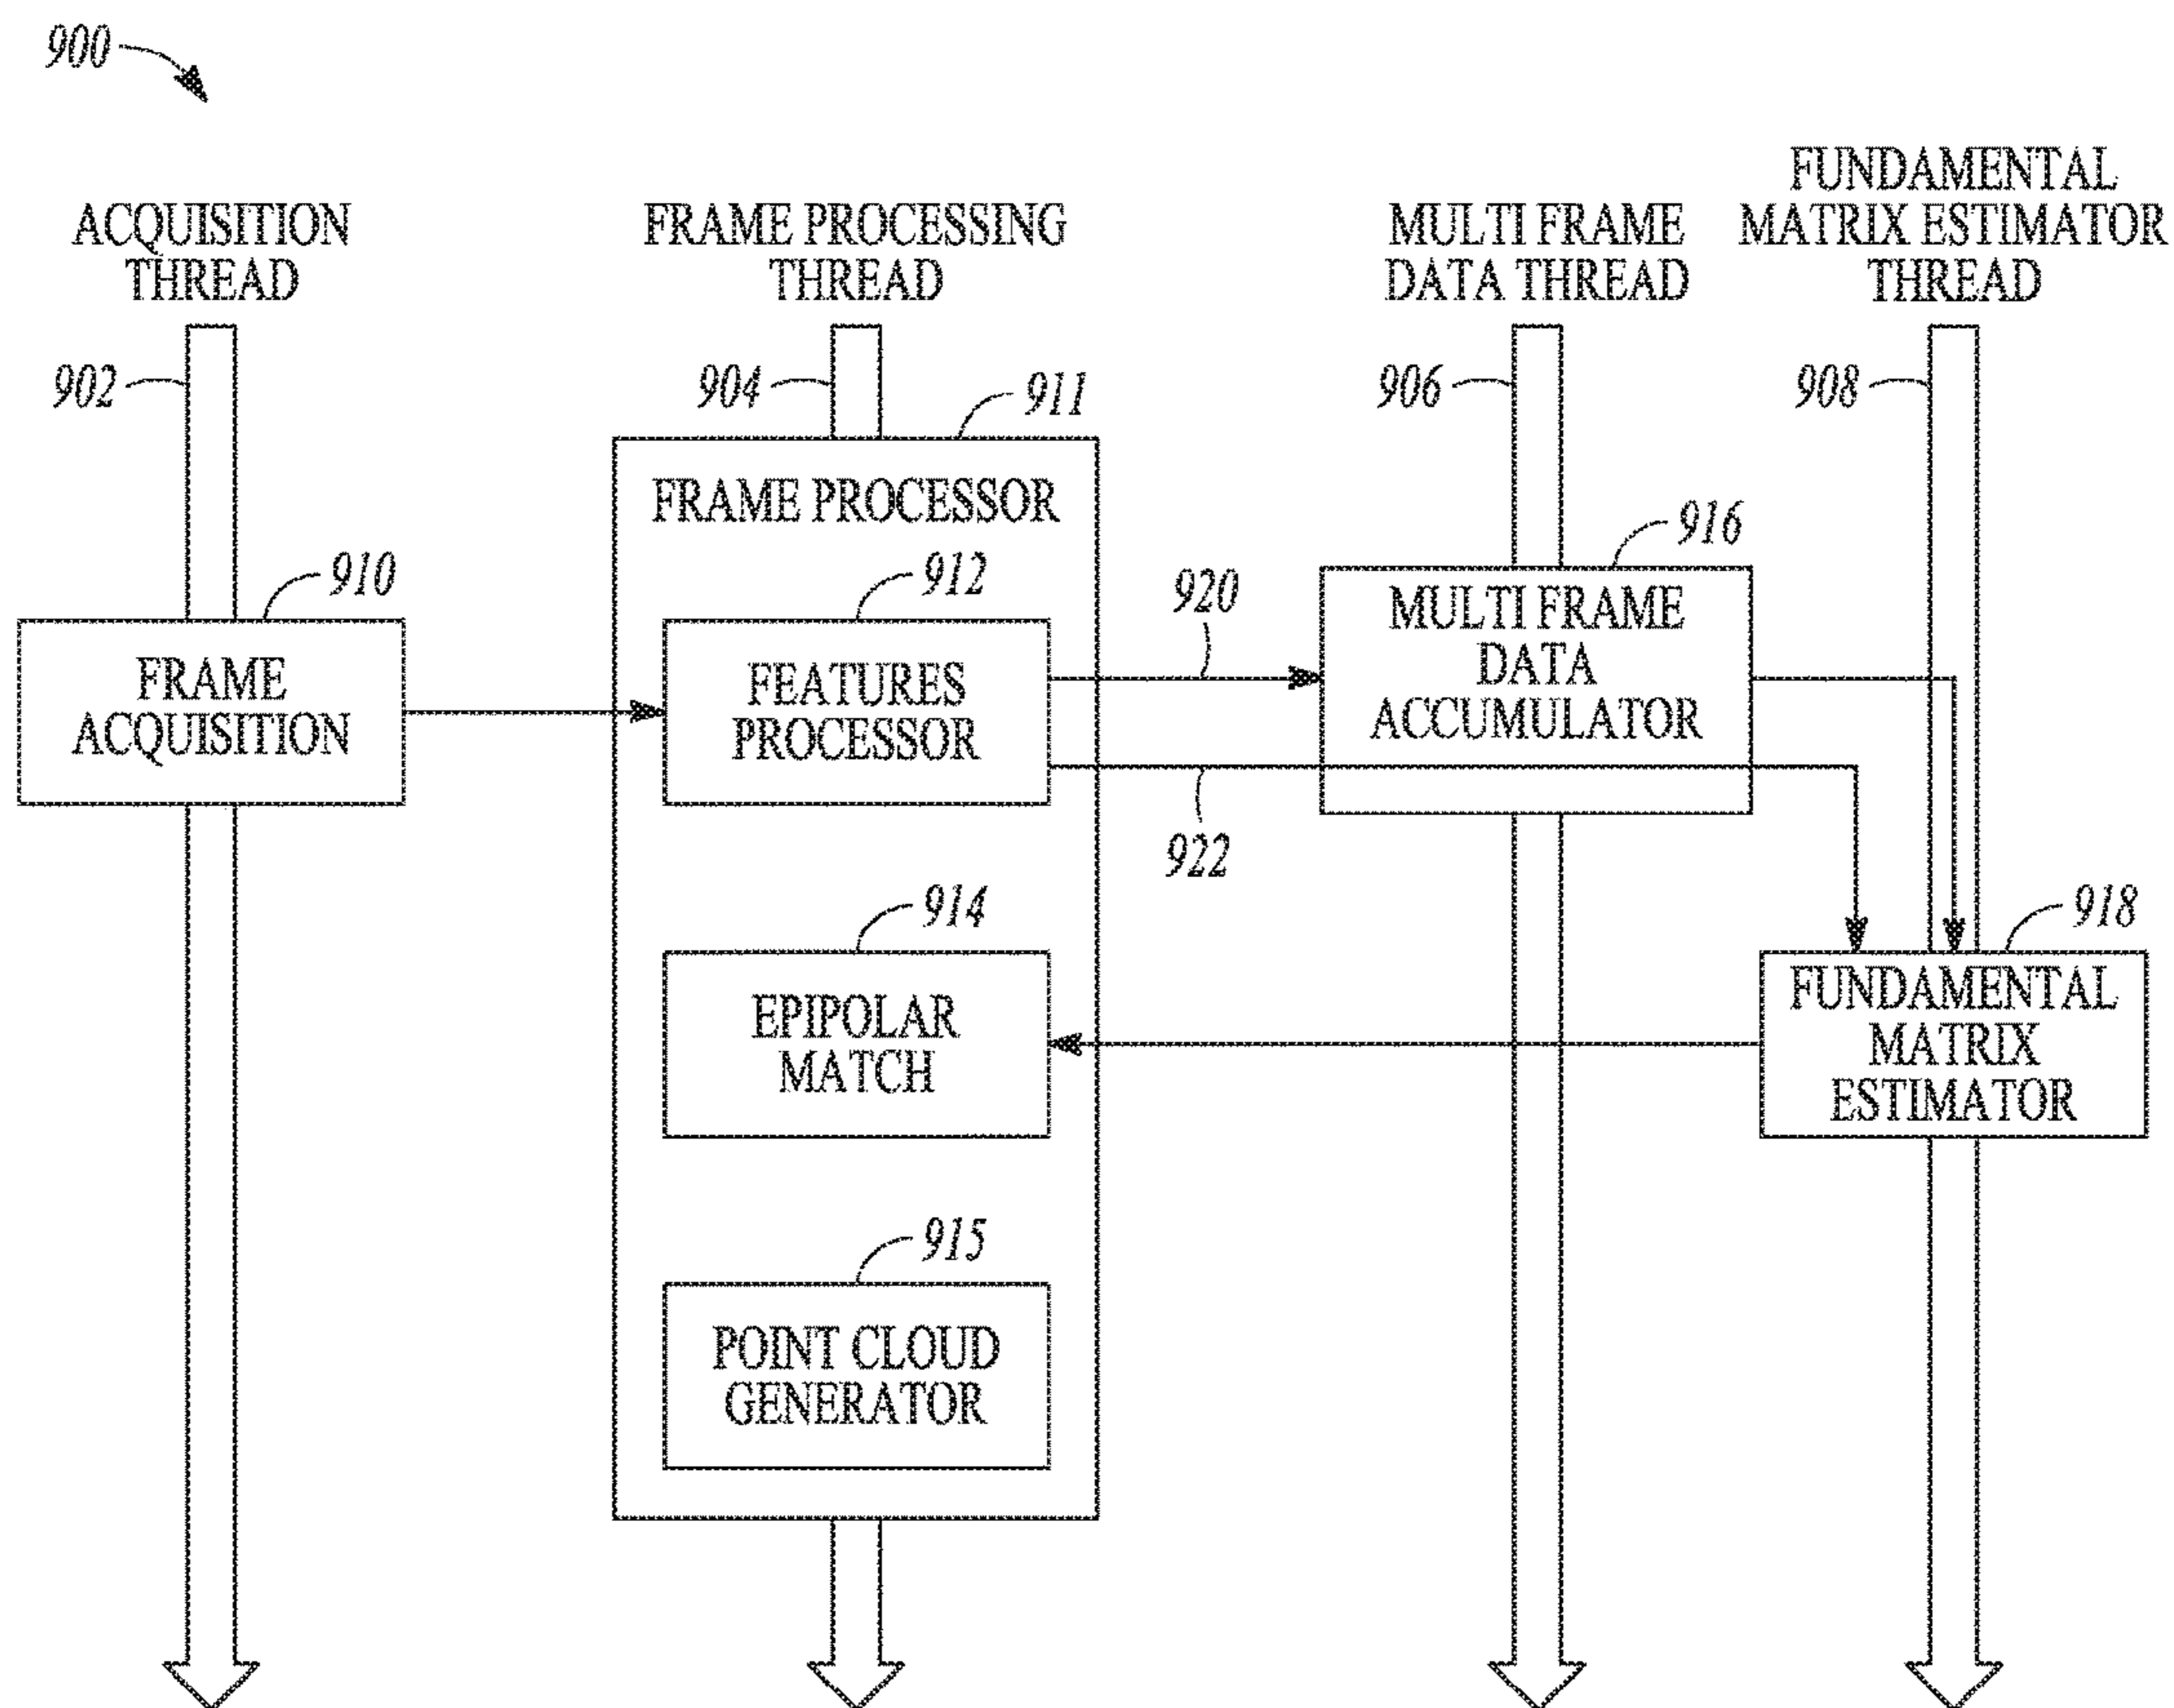 900
ACQUISITION
THREAD
FRAME PROCESSING
THREAD
MULTI FRAME
DATA THREAD
FUNDAMENTAL
MATRIX ESTIMATOR
THREAD
902
904
911
906
908
FRAME PROCESSOR
910
FRAME
ACQUISITION
912
FEATURES
PROCESSOR
920
922
916
MULTI FRAME
DATA
ACCUMULATOR
914
EPIPOLAR
MATCH
918
FUNDAMENTAL
MATRIX
ESTIMATOR
915
POINT CLOUD
GENERATOR